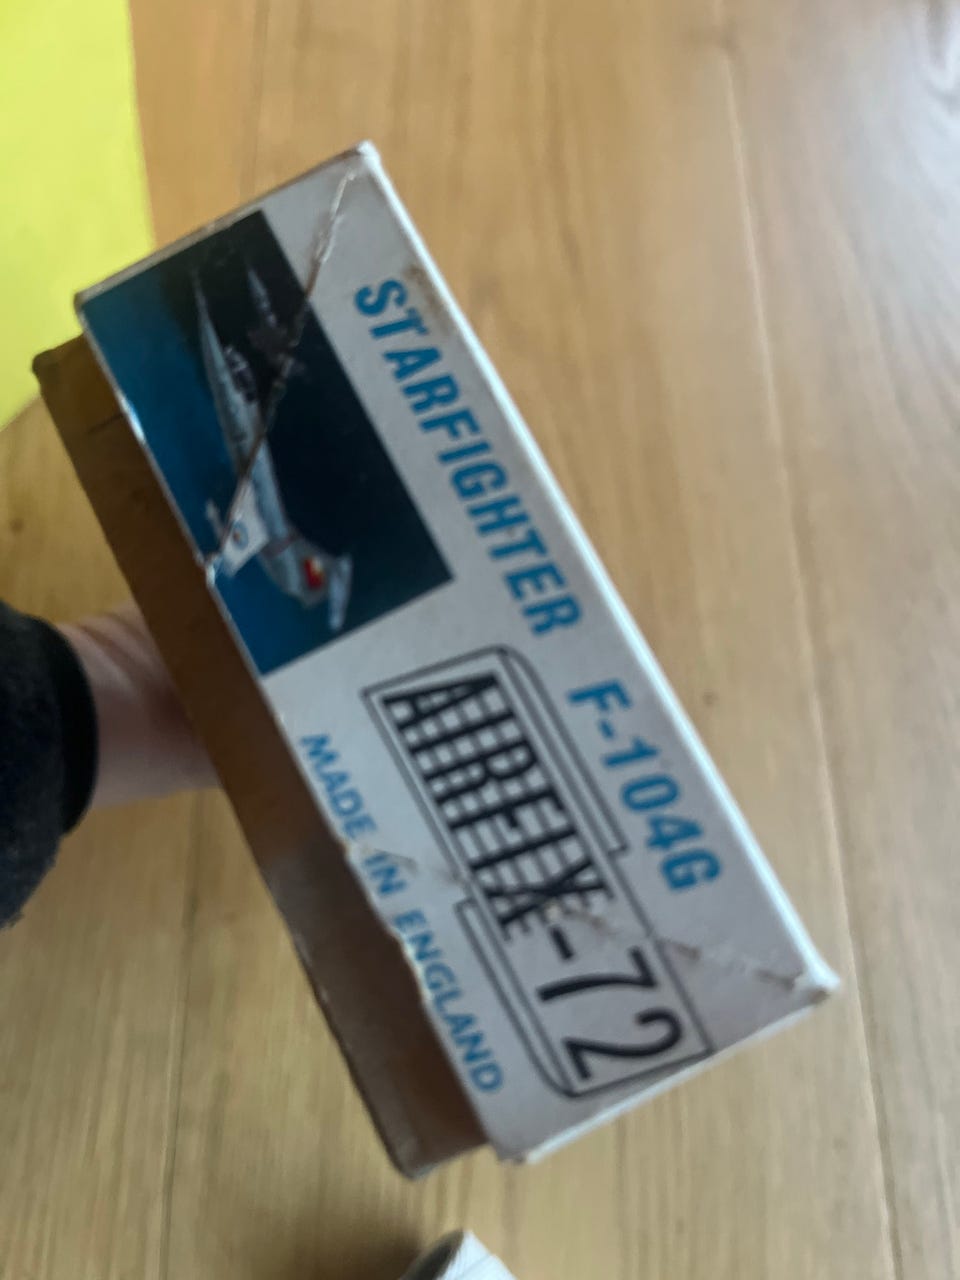 STARFIGHTER F-104G
AIRFIX-72
MADE IN ENGLAND